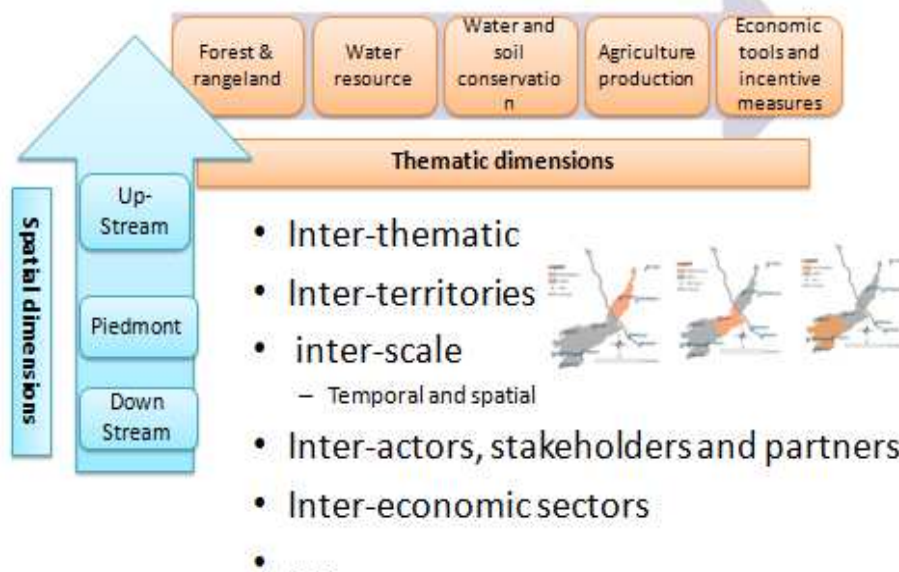 Forest &
rangeland
Water
resource
Water and
soil
conservatio
n
Agriculture
production
Economic
tools and
incentive
measures
Thematic dimensions
Spatial dimensions
Up-
Stream
Piedmont
Down
Stream
• Inter-thematic
• Inter-territories
• inter-scale
– Temporal and spatial
• Inter-actors, stakeholders and partners
• Inter-economic sectors
•